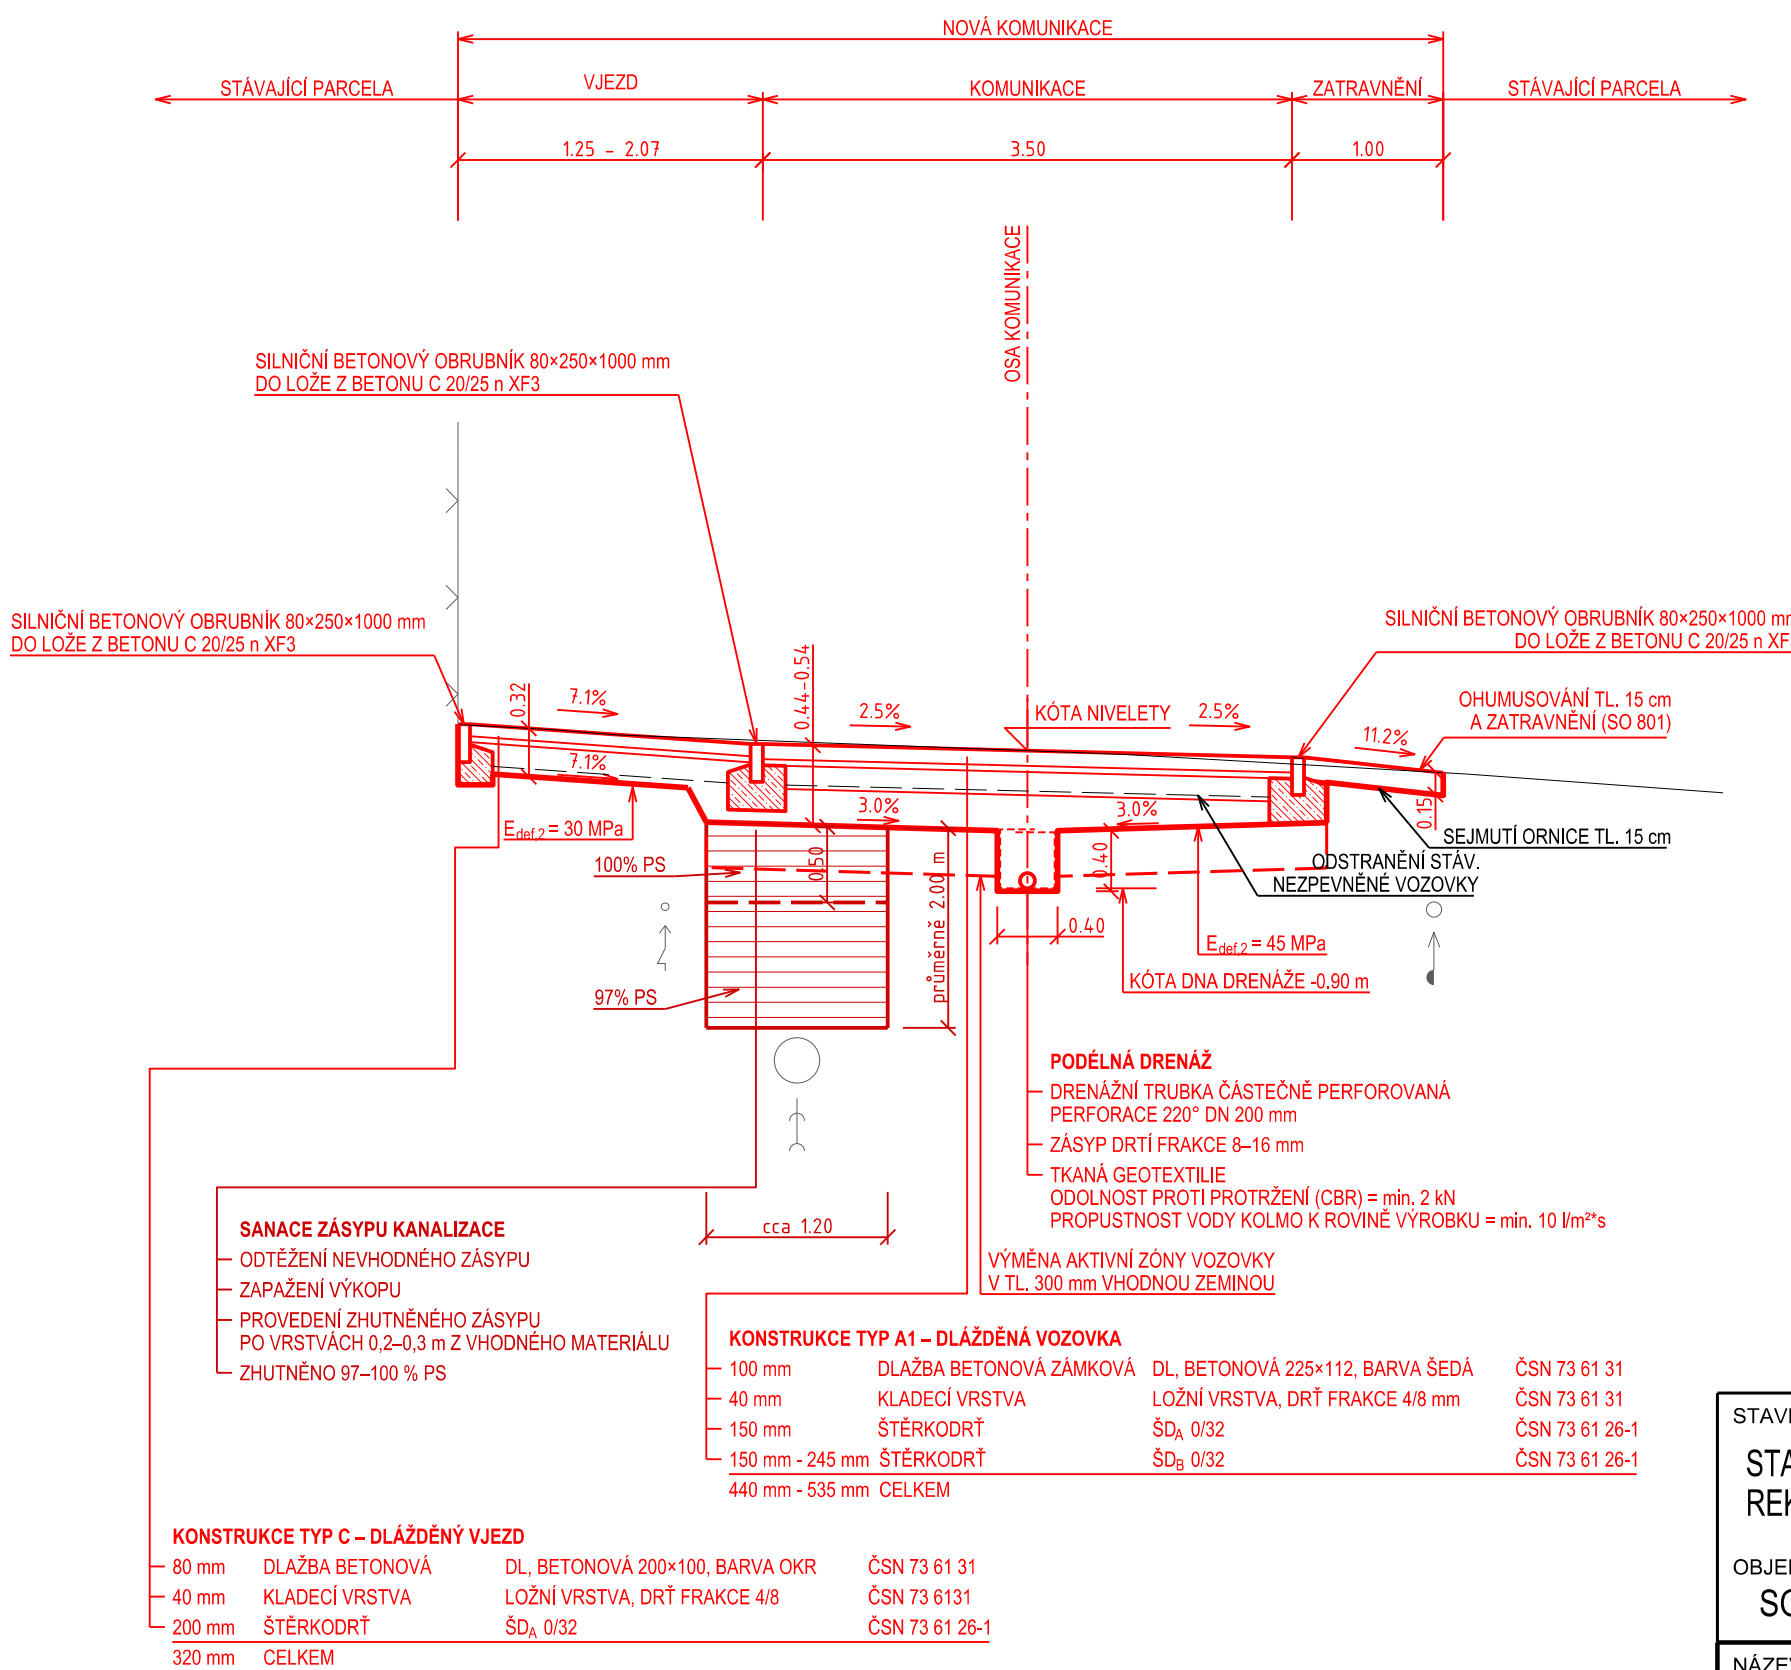 NOVÁ KOMUNIKACE
STÁVAJÍCÍ PARCELA
VJEZD
KOMUNIKACE
ZATRAVNĚNÍ
STÁVAJÍCÍ PARCELA
1.25 - 2.07
3.50
1.00
OSA KOMUNIKACE
SILNIČNÍ BETONOVÝ OBRUBNÍK 80×250×1000 mm
DO LOŽE Z BETONU C 20/25 n XF3
SILNIČNÍ BETONOVÝ OBRUBNÍK 80×250×1000 mm
DO LOŽE Z BETONU C 20/25 n XF3
SILNIČNÍ BETONOVÝ OBRUBNÍK 80×250×1000 m
DO LOŽE Z BETONU C 20/25 n XF
0.32
7.1%
7.1%
0.44-0.54
2.5%
KÓTA NIVELETY
2.5%
OHUMUSOVÁNÍ TL. 15 cm
A ZATRAVNĚNÍ (SO 801)
11.2%
0.15
SEJMUTÍ ORNICE TL. 15 cm
3.0%
3.0%
Edef,2 = 30 MPa
100% PS
0.50
průměrně 2.00 m
0.40
ODSTRANĚNÍ STÁV.
NEZPEVNĚNÉ VOZOVKY
0.40
Edef,2 = 45 MPa
KÓTA DNA DRENÁŽE -0.90 m
97% PS
PODÉLNÁ DRENÁŽ
DRENÁŽNÍ TRUBKA ČÁSTEČNĚ PERFOROVANÁ
PERFORACE 220° DN 200 mm
ZÁSYP DRTÍ FRAKCE 8–16 mm
TKANÁ GEOTEXTILIE
ODOLNOST PROTI PROTRŽENÍ (CBR) = min. 2 kN
PROPUSTNOST VODY KOLMO K ROVINĚ VÝROBKU = min. 10 l/m²*s
cca 1.20
VÝMĚNA AKTIVNÍ ZÓNY VOZOVKY
V TL. 300 mm VHODNOU ZEMINOU
SANACE ZÁSYPU KANALIZACE
ODTĚŽENÍ NEVHODNÉHO ZÁSYPU
ZAPAŽENÍ VÝKOPU
PROVEDENÍ ZHUTNĚNÉHO ZÁSYPU
PO VRSTVÁCH 0,2–0,3 m Z VHODNÉHO MATERIÁLU
ZHUTNĚNO 97–100 % PS
KONSTRUKCE TYP A1 – DLÁŽDĚNÁ VOZOVKA
100 mm DLAŽBA BETONOVÁ ZÁMKOVÁ DL, BETONOVÁ 225×112, BARVA ŠEDÁ ČSN 73 61 31
40 mm KLADECÍ VRSTVA LOŽNÍ VRSTVA, DRŤ FRAKCE 4/8 mm ČSN 73 61 31
150 mm ŠTĚRKODRŤ ŠDA 0/32 ČSN 73 61 26-1
150 mm - 245 mm ŠTĚRKODRŤ ŠDB 0/32 ČSN 73 61 26-1
440 mm - 535 mm CELKEM
KONSTRUKCE TYP C – DLÁŽDĚNÝ VJEZD
80 mm DLAŽBA BETONOVÁ DL, BETONOVÁ 200×100, BARVA OKR ČSN 73 61 31
40 mm KLADECÍ VRSTVA LOŽNÍ VRSTVA, DRŤ FRAKCE 4/8 ČSN 73 6131
200 mm ŠTĚRKODRŤ ŠDA 0/32 ČSN 73 61 26-1
320 mm CELKEM